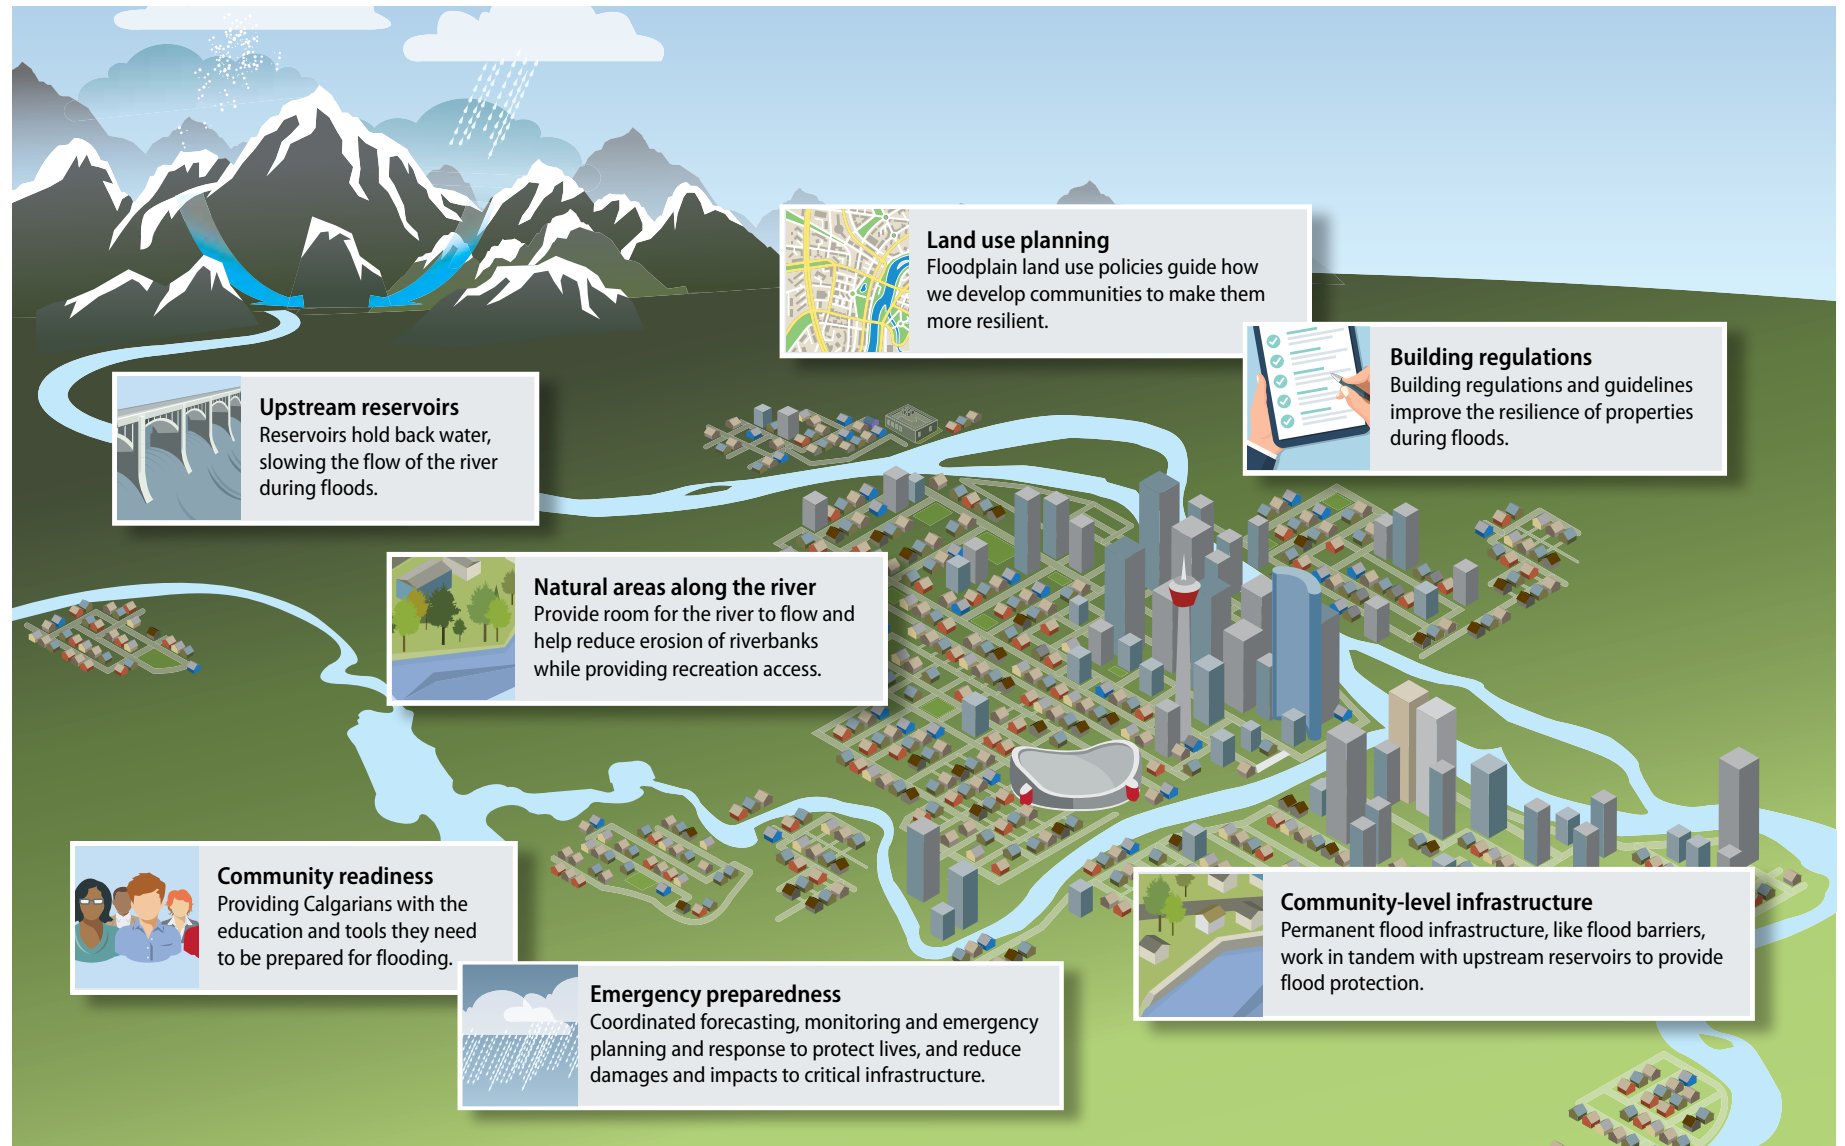 Land use planning
Floodplain land use policies guide how
we develop communities to make them
more resilient.
Building regulations
Building regulations and guidelines
improve the resilience of properties
during floods.
Upstream reservoirs
Reservoirs hold back water,
slowing the flow of the river
during floods.
Natural areas along the river
Provide room for the river to flow and
help reduce erosion of riverbanks
while providing recreation access.
Community readiness
Providing Calgarians with the
education and tools they need
to be prepared for flooding.
Community-level infrastructure
Permanent flood infrastructure, like flood barriers,
work in tandem with upstream reservoirs to provide
flood protection.
Emergency preparedness
Coordinated forecasting, monitoring and emergency
planning and response to protect lives, and reduce
damages and impacts to critical infrastructure.